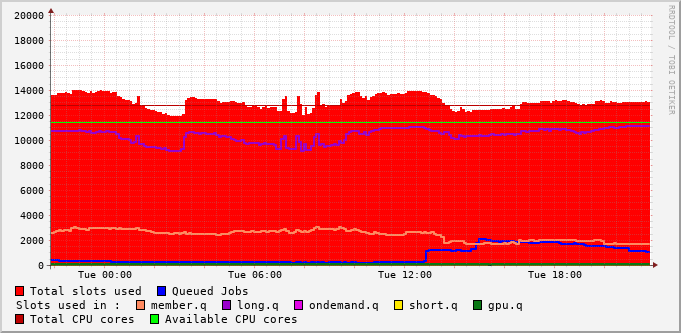 20000
18000
16000
14000
12000
10000
8000
6000
4000
2000
0
Tue 00:00 Tue 06:00 Tue 12:00 Tue 18:00
Total slots used Queued Jobs
Slots used in : member.q long.q ondemand.q short.q gpu.q
Total CPU cores Available CPU cores
RRDTOOL / TOBI OETIKER